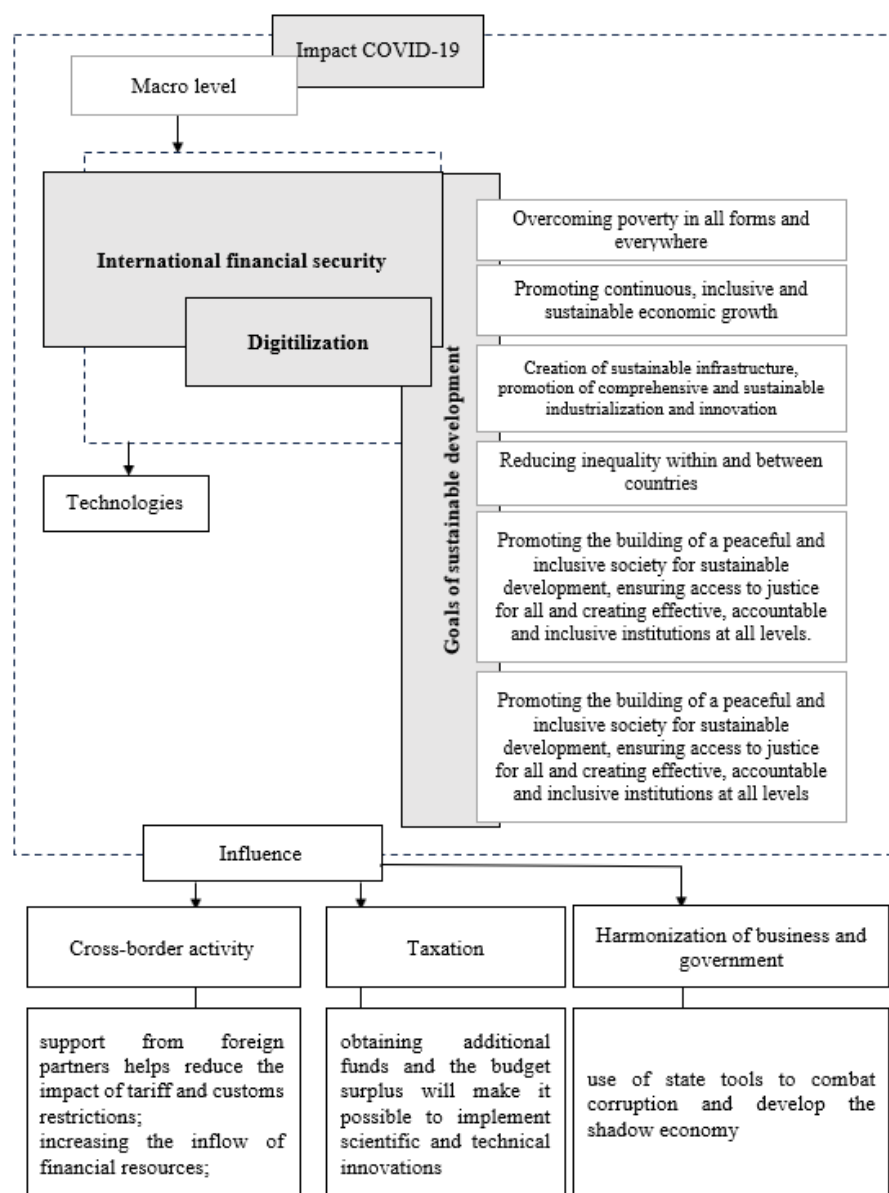 Impact COVID-19
Macro level
International financial security
Digitilization
Technologies
Goals of sustainable development
Overcoming poverty in all forms and
everywhere
Promoting continuous, inclusive and
sustainable economic growth
Creation of sustainable infrastructure,
promotion of comprehensive and sustainable
industrialization and innovation
Reducing inequality within and between
countries
Promoting the building of a peaceful and
inclusive society for sustainable
development, ensuring access to justice
for all and creating effective, accountable
and inclusive institutions at all levels.
Promoting the building of a peaceful and
inclusive society for sustainable
development, ensuring access to justice
for all and creating effective, accountable
and inclusive institutions at all levels
Influence
Cross-border activity
Taxation
Harmonization of business and
government
support from foreign
partners helps reduce the
impact of tariff and customs
restrictions;
increasing the inflow of
financial resources;
obtaining additional
funds and the budget
surplus will make it
possible to implement
scientific and technical
innovations
use of state tools to combat
corruption and develop the
shadow economy